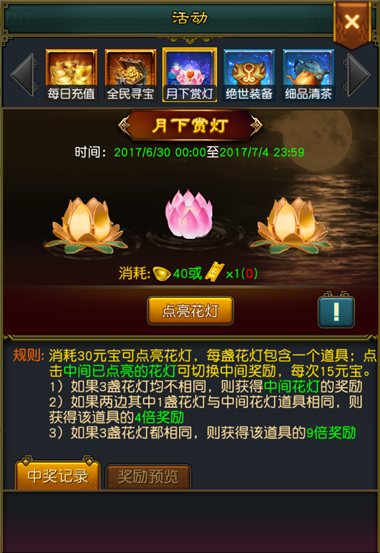 活动
每日充值 全民寻宝 月下赏灯 绝世装备 细品清茶
月下赏灯
时间：2017/6/30 00:00至2017/7/4 23:59
消耗：40或 x1(0)
点亮花灯
!
规则: 消耗30元宝可点亮花灯，每盏花灯包含一个道具；点
击中间已点亮的花灯可切换中间奖励，每次15元宝。
1）如果3盏花灯均不相同，则获得中间花灯的奖励
2）如果两边其中1盏花灯与中间花灯道具相同，则
获得该道具的4倍奖励
3）如果3盏花灯都相同，则获得该道具的9倍奖励
中奖记录 奖励预览